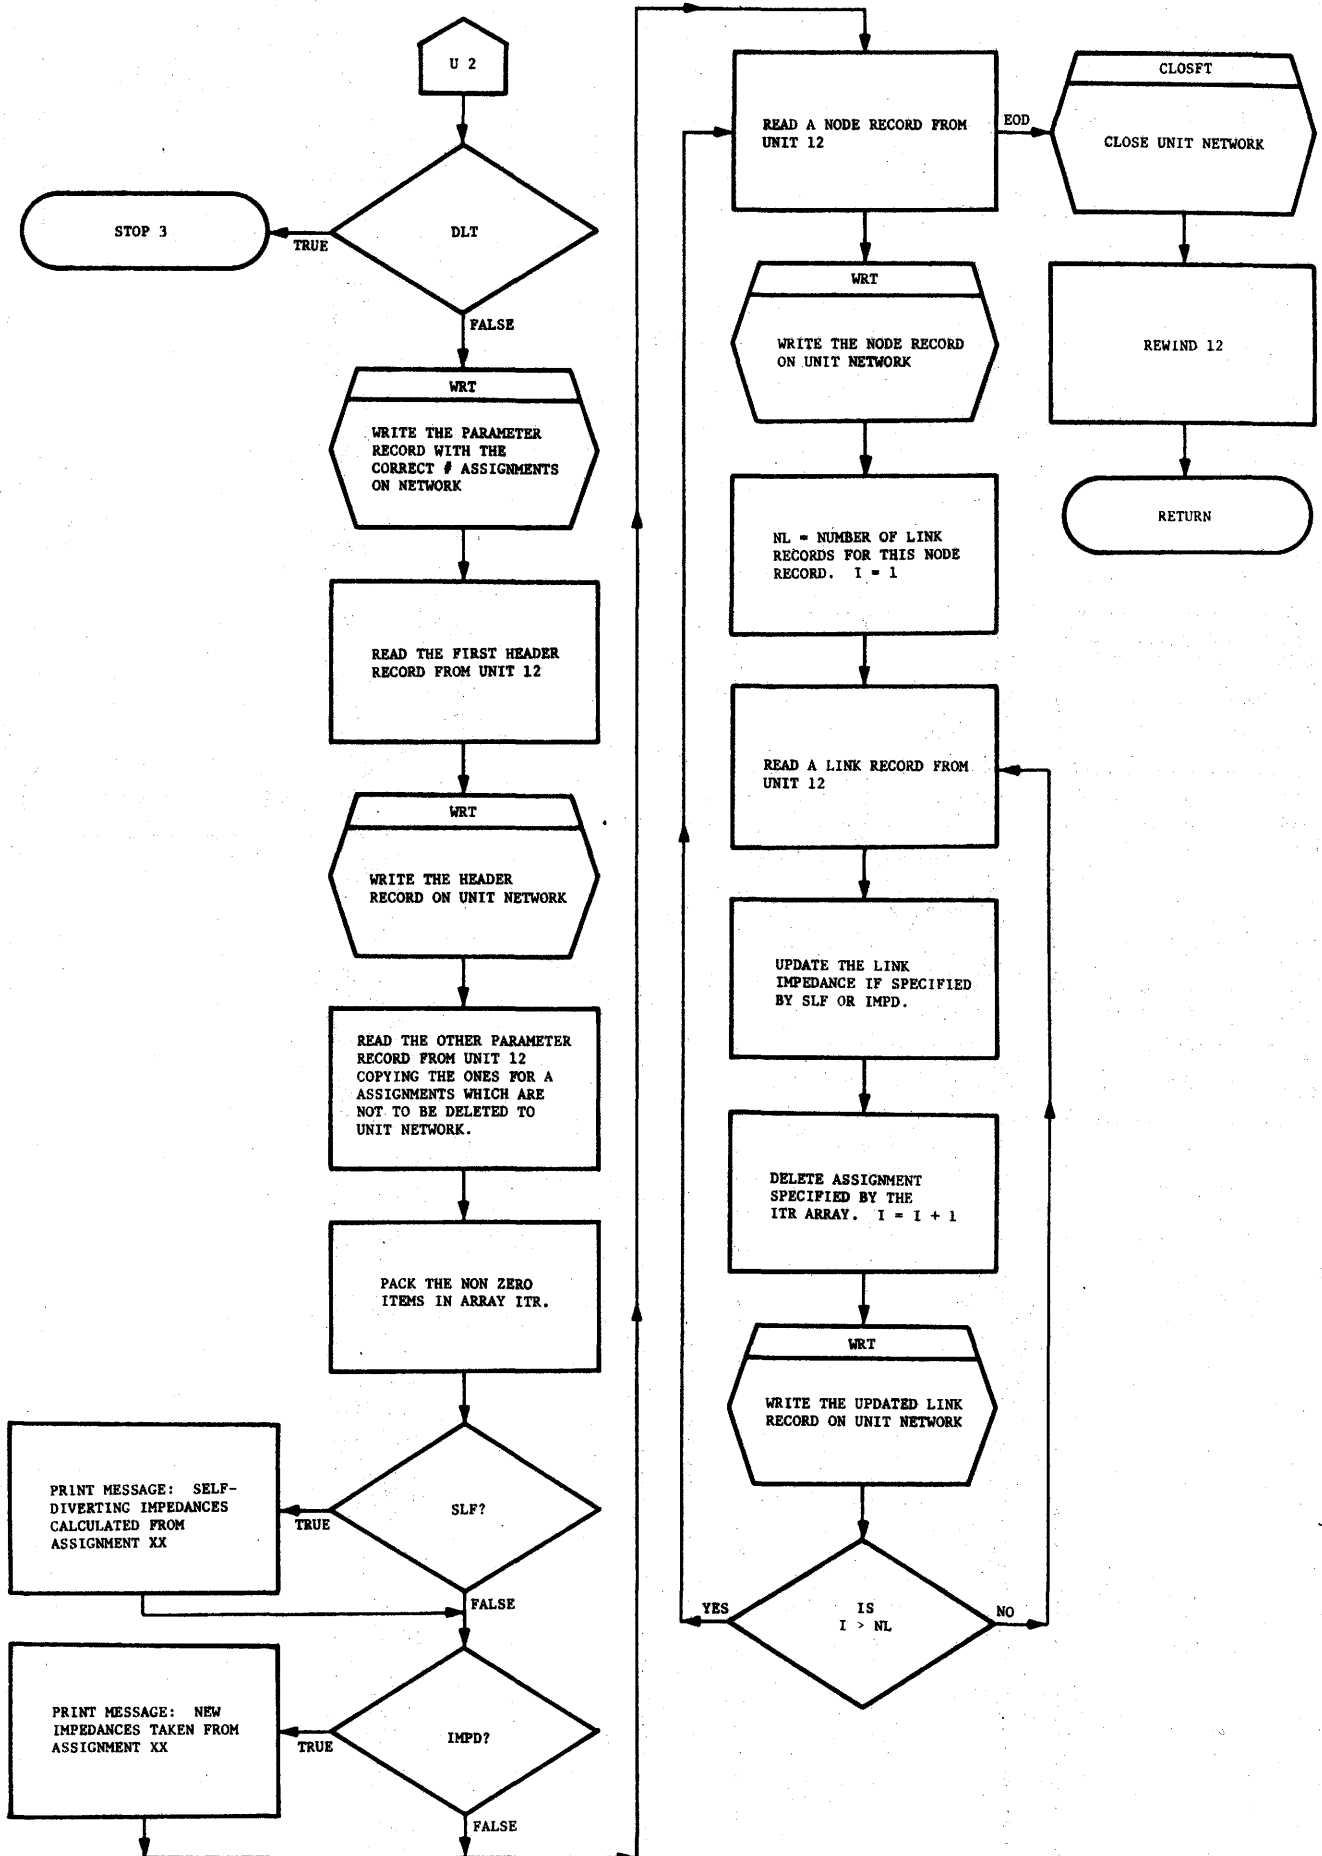 U 2
DLT
TRUE
STOP 3
FALSE
WRT
WRITE THE PARAMETER
RECORD WITH THE
CORRECT # ASSIGNMENTS
ON NETWORK
READ THE FIRST HEADER
RECORD FROM UNIT 12
WRT
WRITE THE HEADER
RECORD ON UNIT NETWORK
READ THE OTHER PARAMETER
RECORD FROM UNIT 12
COPYING THE ONES FOR A
ASSIGNMENTS WHICH ARE
NOT TO BE DELETED TO
UNIT NETWORK.
PACK THE NON ZERO
ITEMS IN ARRAY ITR.
SLF?
TRUE
PRINT MESSAGE: SELF-
DIVERTING IMPEDANCES
CALCULATED FROM
ASSIGNMENT XX
FALSE
IMPD?
TRUE
PRINT MESSAGE: NEW
IMPEDANCES TAKEN FROM
ASSIGNMENT XX
FALSE
READ A NODE RECORD FROM
UNIT 12
EOD
CLOSFT
CLOSE UNIT NETWORK
REWIND 12
RETURN
WRT
WRITE THE NODE RECORD
ON UNIT NETWORK
NL = NUMBER OF LINK
RECORDS FOR THIS NODE
RECORD. I = 1
READ A LINK RECORD FROM
UNIT 12
UPDATE THE LINK
IMPEDANCE IF SPECIFIED
BY SLF OR IMPD.
DELETE ASSIGNMENT
SPECIFIED BY THE
ITR ARRAY. I = I + 1
WRT
WRITE THE UPDATED LINK
RECORD ON UNIT NETWORK
IS
I > NL
YES
NO